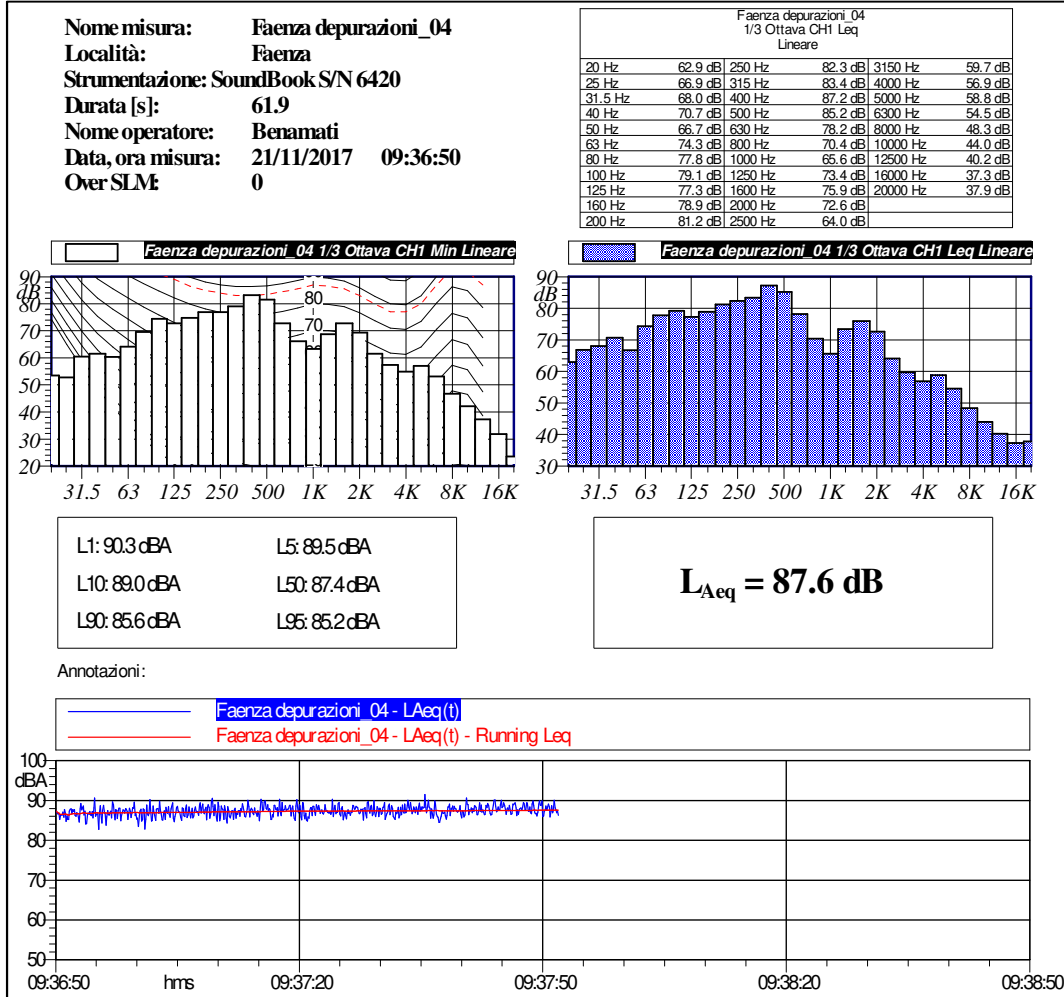 Nome misura: Faenza depurazioni_04
Località: Faenza
Strumentazione: SoundBook S/N 6420
Durata [s]: 61.9
Nome operatore: Benamati
Data, ora misura: 21/11/2017 09:36:50
Over SLM: 0
Faenza depurazioni_04
1/3 Ottava CH1 Leq
Lineare
20 Hz 62.9 dB 250 Hz 82.3 dB 3150 Hz 59.7 dB
25 Hz 66.9 dB 315 Hz 83.4 dB 4000 Hz 56.9 dB
31.5 Hz 68.0 dB 400 Hz 87.2 dB 5000 Hz 58.8 dB
40 Hz 70.7 dB 500 Hz 85.2 dB 6300 Hz 54.5 dB
50 Hz 66.7 dB 630 Hz 78.2 dB 8000 Hz 48.3 dB
63 Hz 74.3 dB 800 Hz 70.4 dB 10000 Hz 44.0 dB
80 Hz 77.8 dB 1000 Hz 65.6 dB 12500 Hz 40.2 dB
100 Hz 79.1 dB 1250 Hz 73.4 dB 16000 Hz 37.3 dB
125 Hz 77.3 dB 1600 Hz 75.9 dB 20000 Hz 37.9 dB
160 Hz 78.9 dB 2000 Hz 72.6 dB
200 Hz 81.2 dB 2500 Hz 64.0 dB
Faenza depurazioni_04 1/3 Ottava CH1 Min Lineare
90
dB
80
70
60
50
40
30
20
80
70
31.5 63 125 250 500 1K 2K 4K 8K 16K
Faenza depurazioni_04 1/3 Ottava CH1 Leq Lineare
90
dB
80
70
60
50
40
30
31.5 63 125 250 500 1K 2K 4K 8K 16K
L1: 90.3 dBA L5: 89.5 dBA
L10: 89.0 dBA L50: 87.4 dBA
L90: 85.6 dBA L95: 85.2 dBA
LAeq = 87.6 dB
Annotazioni:
Faenza depurazioni_04 - LAeq(t)
Faenza depurazioni_04 - LAeq(t) - Running Leq
100
dBA
90
80
70
60
50
09:36:50 hms 09:37:20 09:37:50 09:38:20 09:38:50